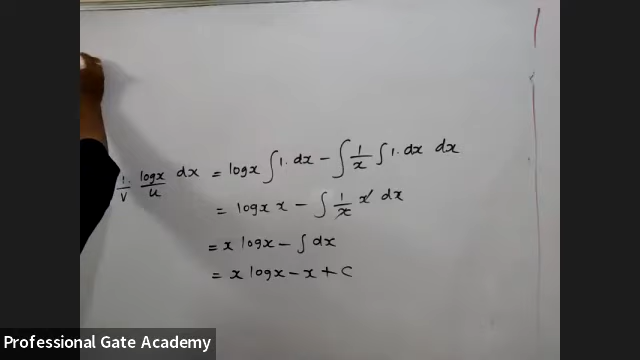 1. log x dx = log x ∫ 1. dx − ∫ 1/x ∫ 1. dx dx
v u
= log x x − ∫ 1/x x dx
= x log x − ∫ dx
= x log x − x + C
Professional Gate Academy